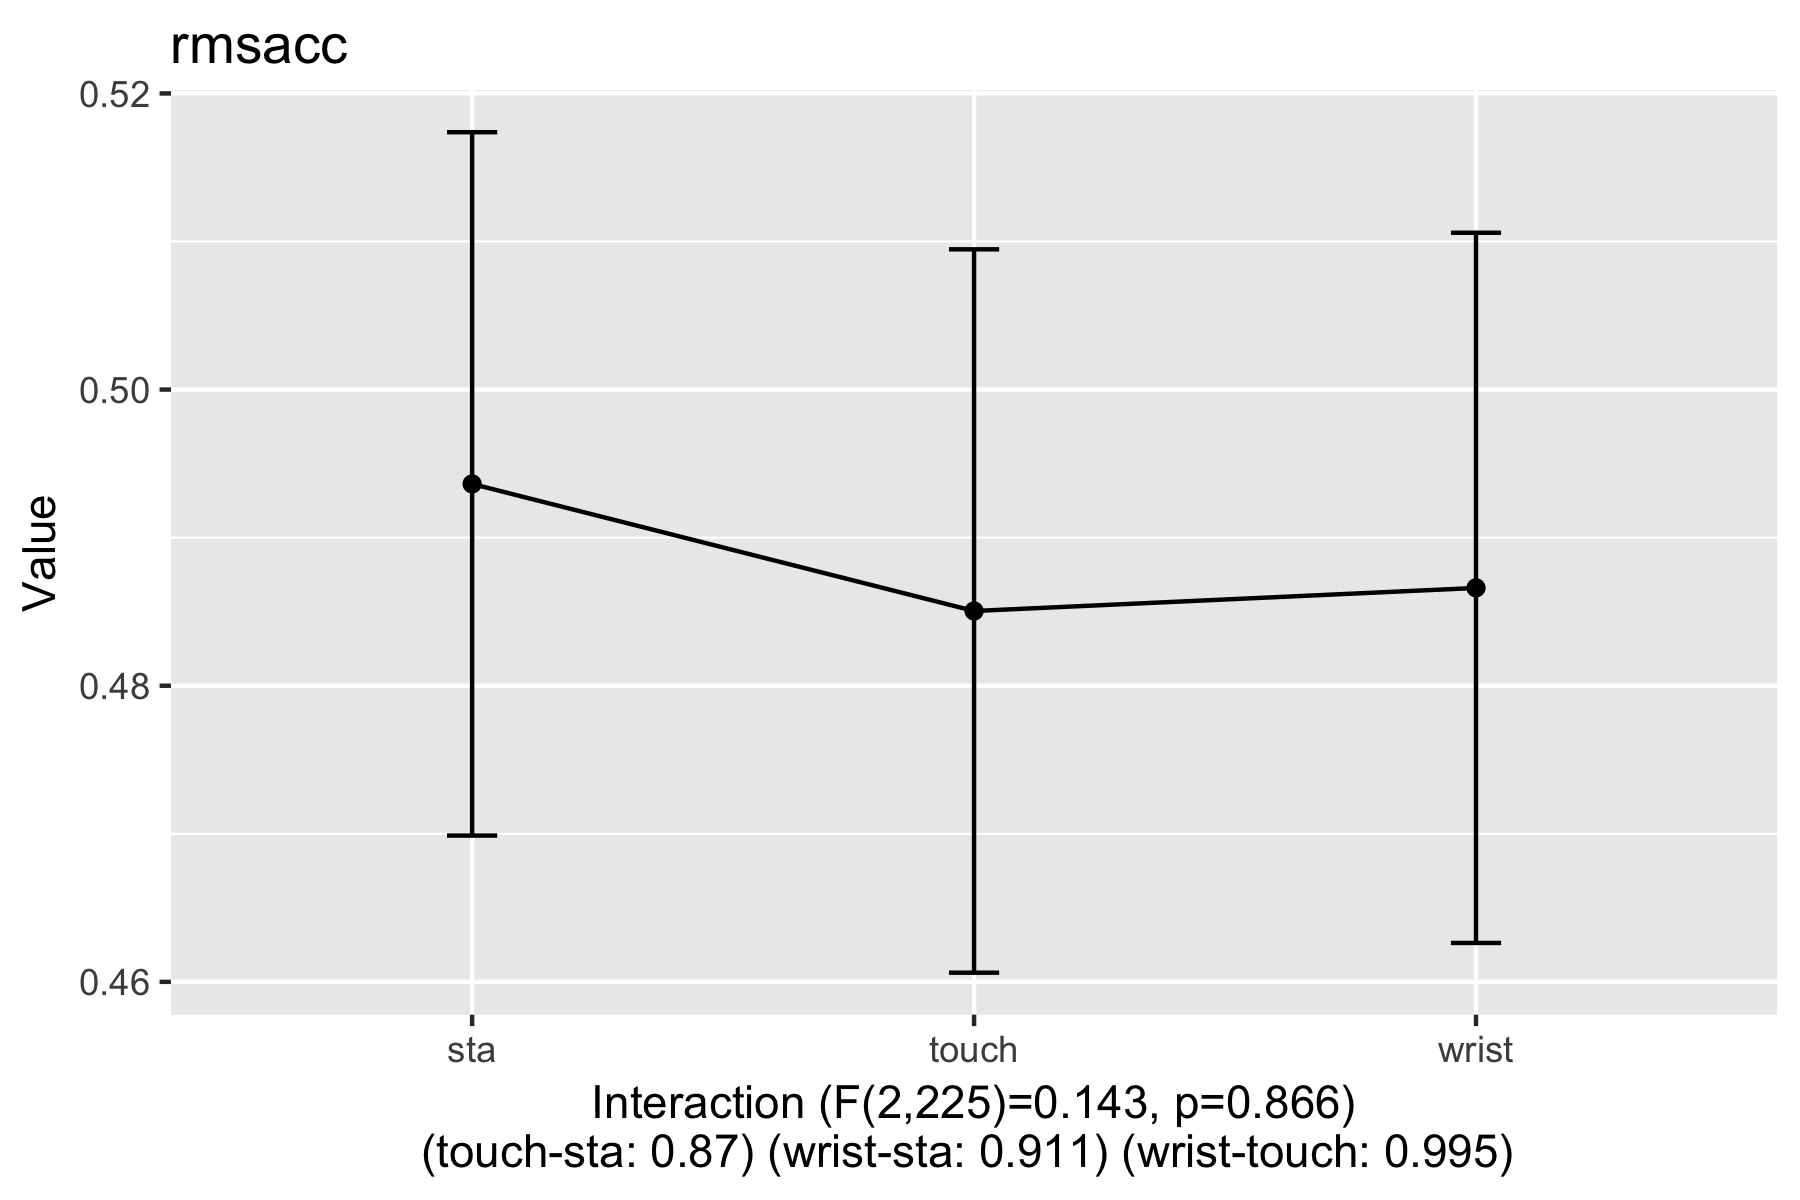 rmsacc
0.52
0.50
0.48
0.46
Value
sta touch wrist
Interaction (F(2,225)=0.143, p=0.866)
(touch-sta: 0.87) (wrist-sta: 0.911) (wrist-touch: 0.995)